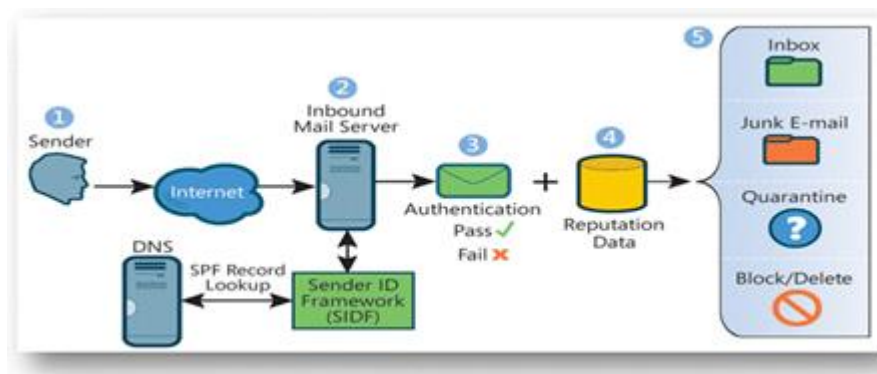 1
Sender
Internet
2
Inbound
Mail Server
DNS
SPF Record
Lookup
Sender ID
Framework
(SIDF)
3
Authentication
Pass ✓
Fail ✗
+
4
Reputation
Data
5
Inbox
Junk E-mail
Quarantine
?
Block/Delete